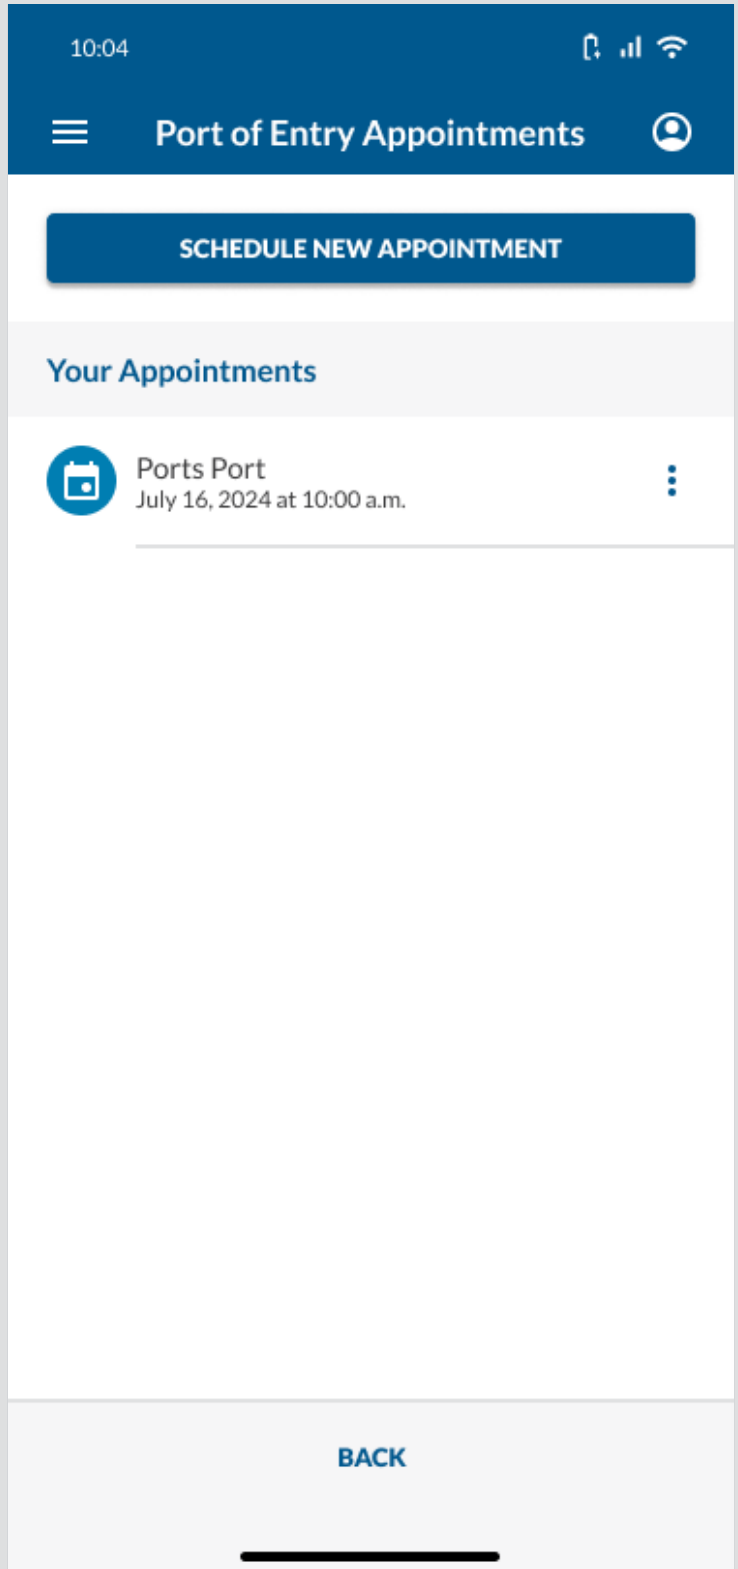 10:04
Port of Entry Appointments
SCHEDULE NEW APPOINTMENT
Your Appointments
Ports Port
July 16, 2024 at 10:00 a.m.
BACK